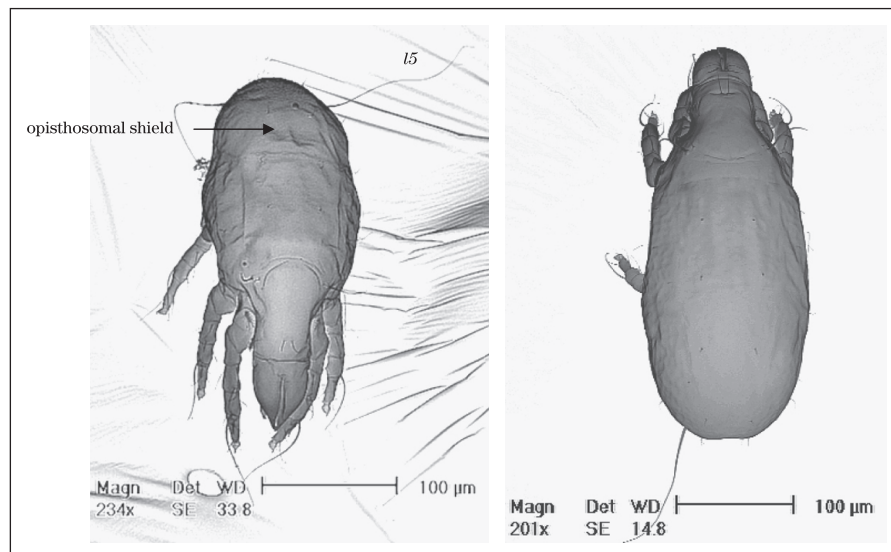 l5
opisthosomal shield
Magn Det WD
234x SE 33.8
100 µm
Magn Det WD
201x SE 14.8
100 µm